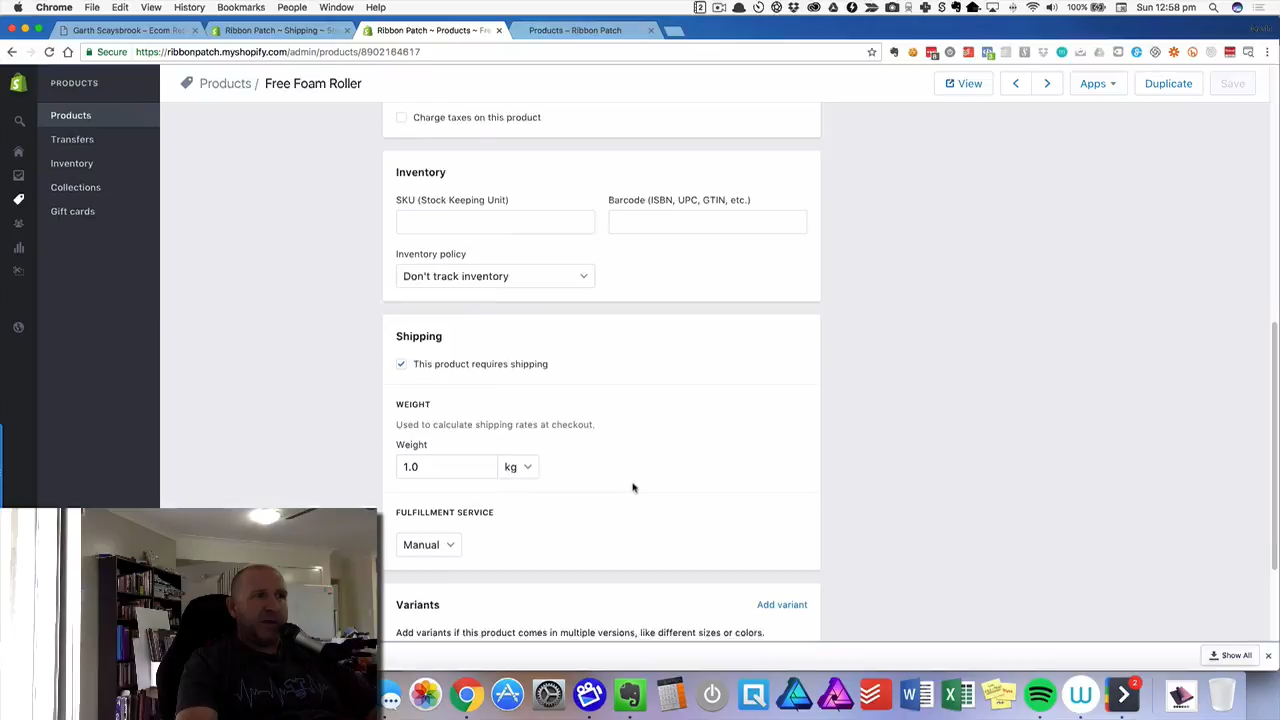 Chrome File Edit View History Bookmarks People Window Help
100% Sun 12:58 pm
Garth Scaysbrook – Ecom
Ribbon Patch ~ Shipping ~
Ribbon Patch ~ Products ~
Products – Ribbon Patch
Secure https://ribbonpatch.myshopify.com/admin/products/8902164617
PRODUCTS
Products / Free Foam Roller
View
Apps
Duplicate
Save
Products
Transfers
Inventory
Collections
Gift cards
Charge taxes on this product
Inventory
SKU (Stock Keeping Unit) Barcode (ISBN, UPC, GTIN, etc.)
Inventory policy
Don't track inventory
Shipping
This product requires shipping
WEIGHT
Used to calculate shipping rates at checkout.
Weight
1.0 kg
FULFILLMENT SERVICE
Manual
Variants Add variant
Add variants if this product comes in multiple versions, like different sizes or colors.
Show All
2